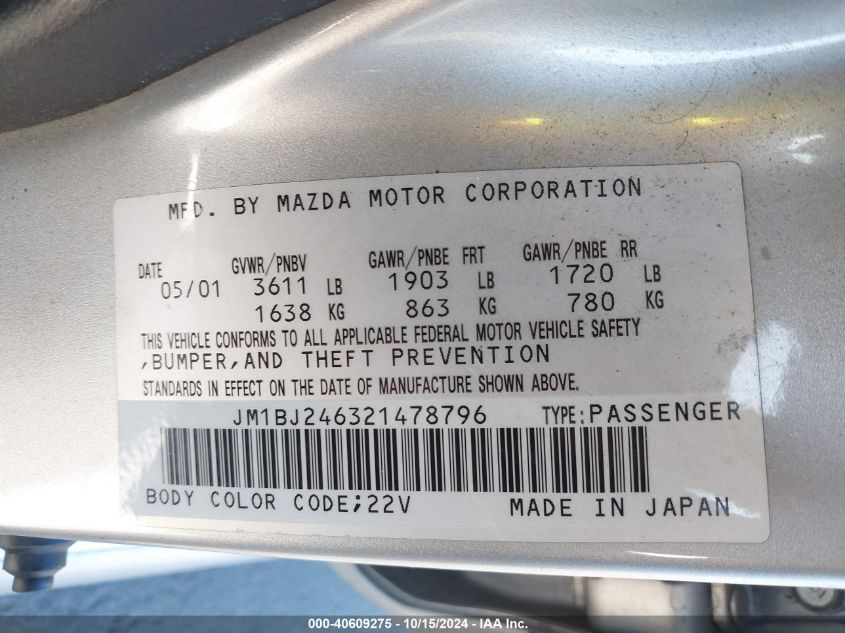 MFD. BY MAZDA MOTOR CORPORATION
DATE GVWR/PNBV GAWR/PNBE FRT GAWR/PNBE RR
05/01 3611 LB 1903 LB 1720 LB
1638 KG 863 KG 780 KG
THIS VEHICLE CONFORMS TO ALL APPLICABLE FEDERAL MOTOR VEHICLE SAFETY
,BUMPER,AND THEFT PREVENTION
STANDARDS IN EFFECT ON THE DATE OF MANUFACTURE SHOWN ABOVE.
JM1BJ246321478796 TYPE:PASSENGER
BODY COLOR CODE;22V MADE IN JAPAN
000-40609275 - 10/15/2024 - IAA Inc.